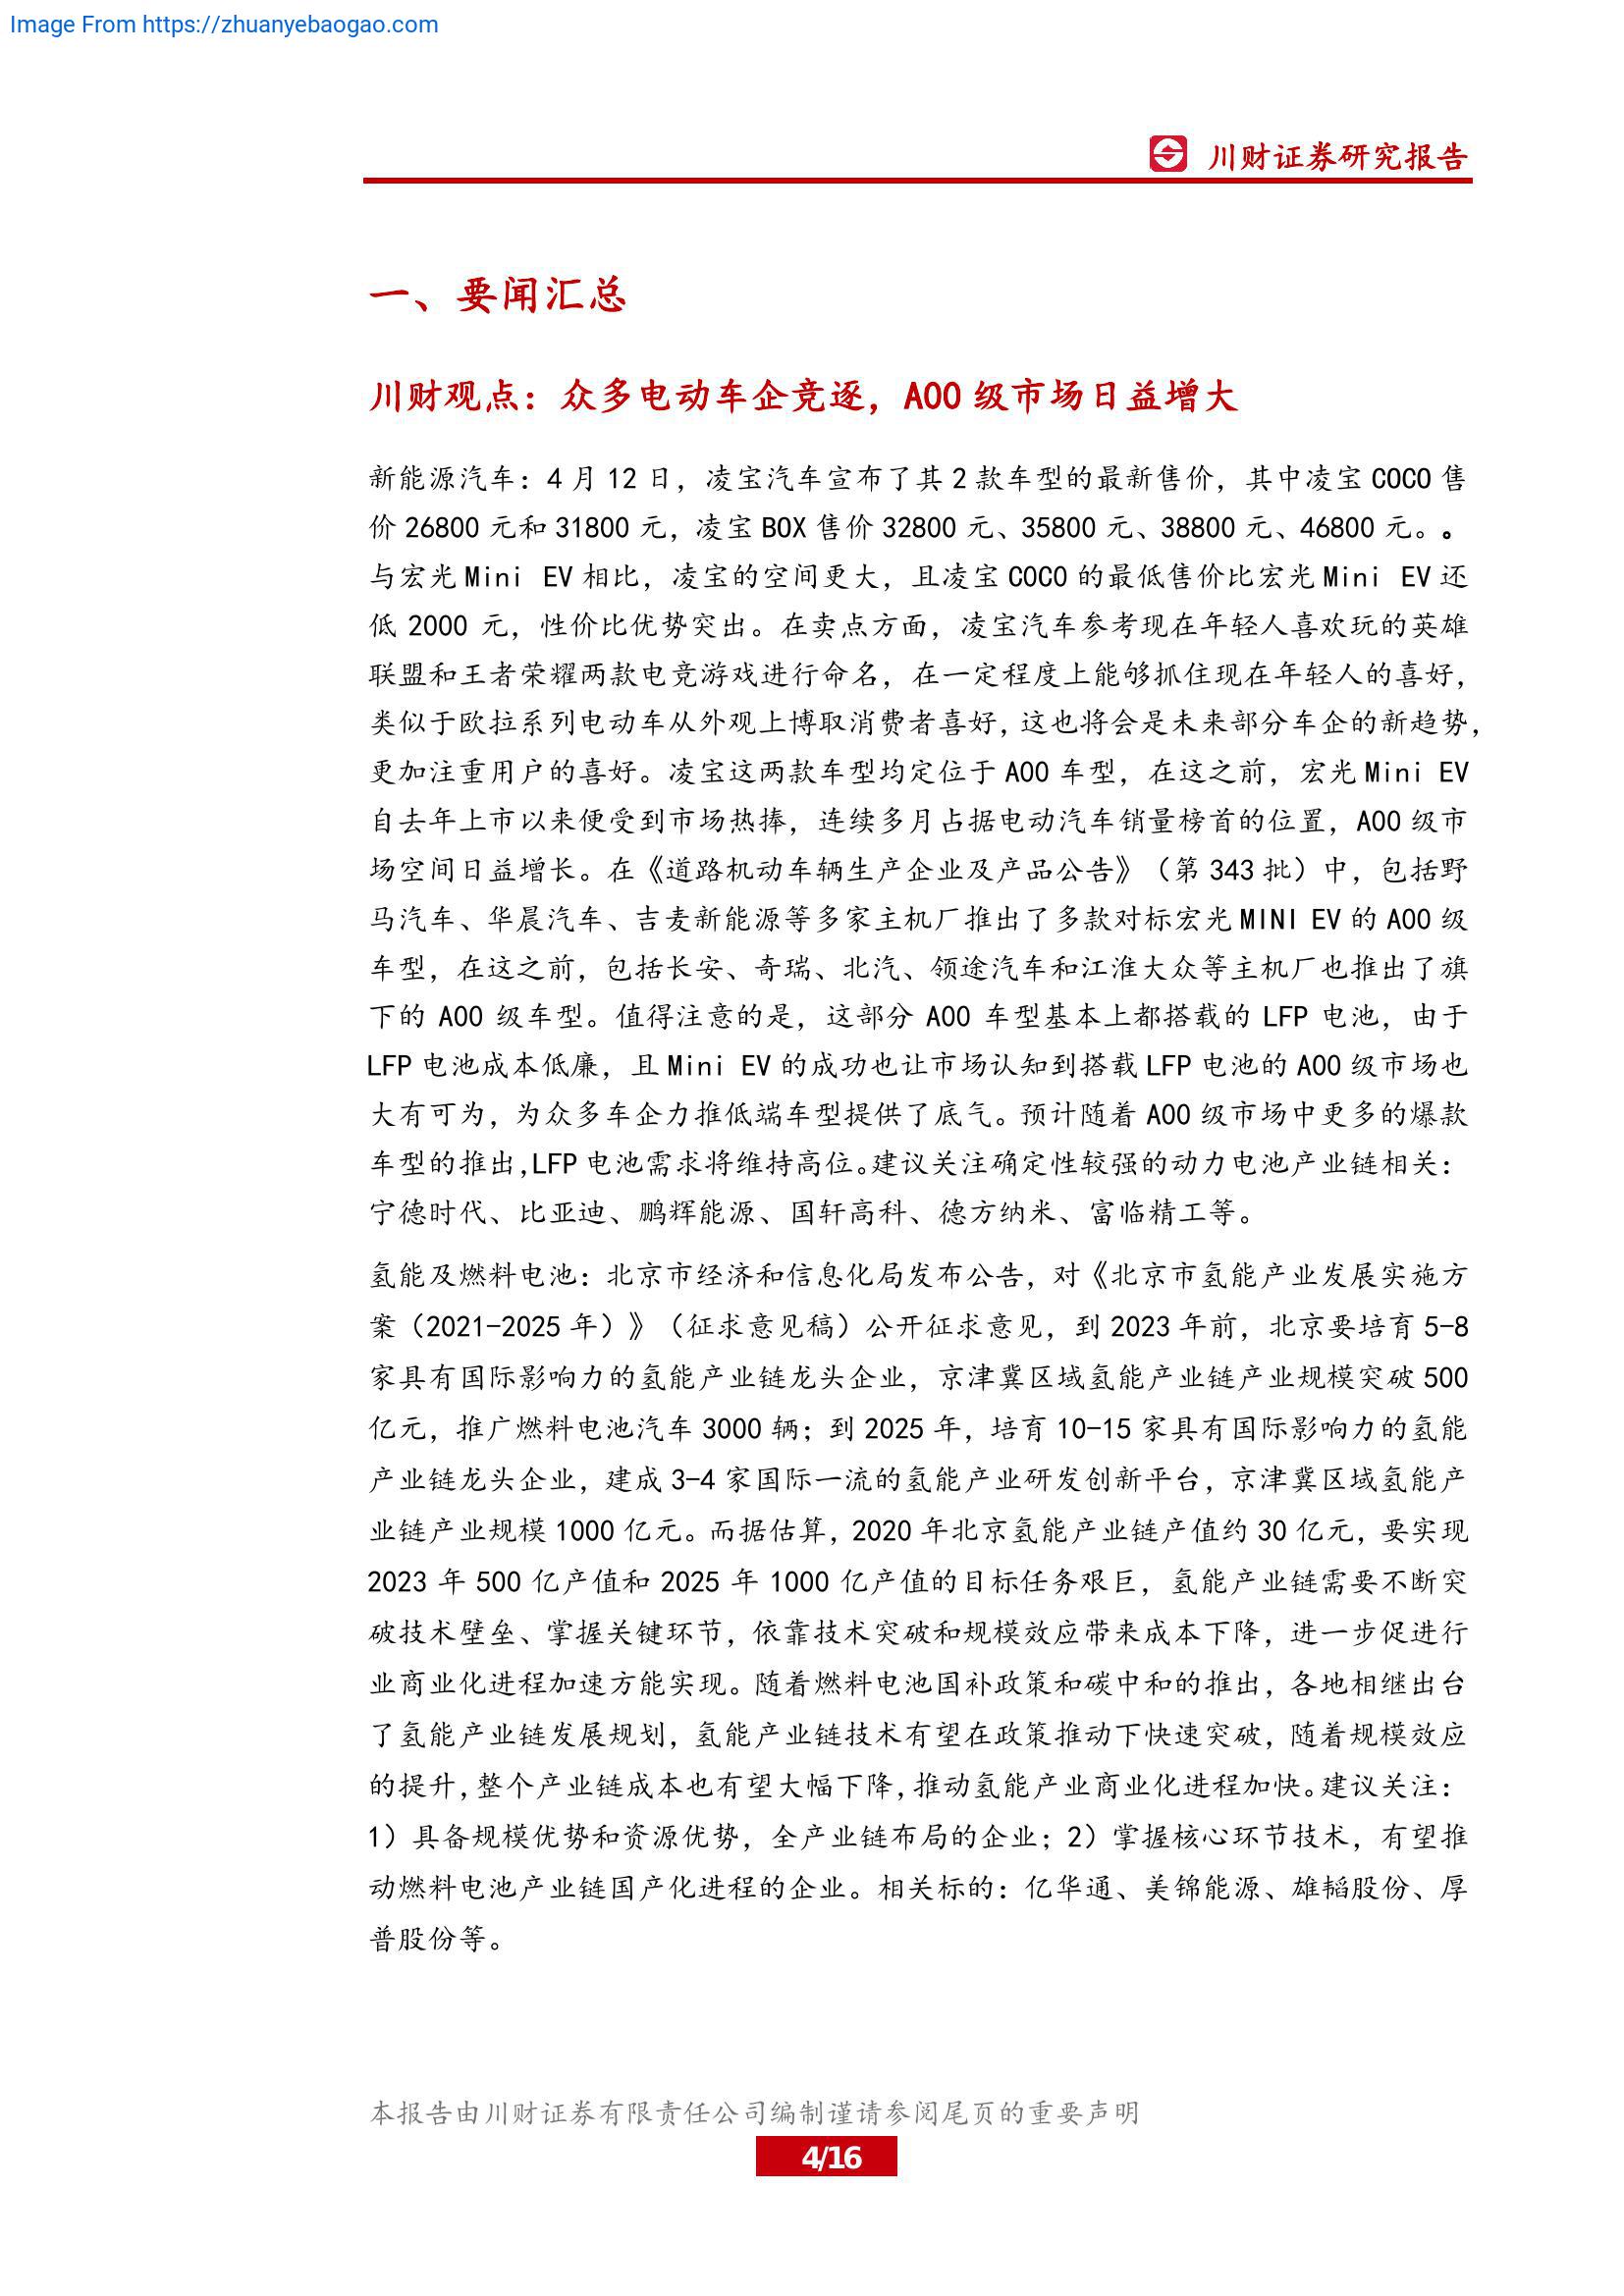 Image From https://zhuanyebaogao.com
川财证券研究报告
一、要闻汇总
川财观点：众多电动车企竞逐，A00 级市场日益增大
新能源汽车：4 月 12 日，凌宝汽车宣布了其 2 款车型的最新售价，其中凌宝 COCO 售
价 26800 元和 31800 元，凌宝 BOX 售价 32800 元、35800 元、38800 元、46800 元。。
与宏光 Mini EV 相比，凌宝的空间更大，且凌宝 COCO 的最低售价比宏光 Mini EV 还
低 2000 元，性价比优势突出。在卖点方面，凌宝汽车参考现在年轻人喜欢玩的英雄
联盟和王者荣耀两款电竞游戏进行命名，在一定程度上能够抓住现在年轻人的喜好，
类似于欧拉系列电动车从外观上博取消费者喜好，这也将会是未来部分车企的新趋势，
更加注重用户的喜好。凌宝这两款车型均定位于 A00 车型，在这之前，宏光 Mini EV
自去年上市以来便受到市场热捧，连续多月占据电动汽车销量榜首的位置，A00 级市
场空间日益增长。在《道路机动车辆生产企业及产品公告》（第 343 批）中，包括野
马汽车、华晨汽车、吉麦新能源等多家主机厂推出了多款对标宏光 MINI EV 的 A00 级
车型，在这之前，包括长安、奇瑞、北汽、领途汽车和江淮大众等主机厂也推出了旗
下的 A00 级车型。值得注意的是，这部分 A00 车型基本上都搭载的 LFP 电池，由于
LFP 电池成本低廉，且 Mini EV 的成功也让市场认知到搭载 LFP 电池的 A00 级市场也
大有可为，为众多车企力推低端车型提供了底气。预计随着 A00 级市场中更多的爆款
车型的推出，LFP 电池需求将维持高位。建议关注确定性较强的动力电池产业链相关：
宁德时代、比亚迪、鹏辉能源、国轩高科、德方纳米、富临精工等。
氢能及燃料电池：北京市经济和信息化局发布公告，对《北京市氢能产业发展实施方
案（2021-2025 年）》（征求意见稿）公开征求意见，到 2023 年前，北京要培育 5-8
家具有国际影响力的氢能产业链龙头企业，京津冀区域氢能产业链产业规模突破 500
亿元，推广燃料电池汽车 3000 辆；到 2025 年，培育 10-15 家具有国际影响力的氢能
产业链龙头企业，建成 3-4 家国际一流的氢能产业研发创新平台，京津冀区域氢能产
业链产业规模 1000 亿元。而据估算，2020 年北京氢能产业链产值约 30 亿元，要实现
2023 年 500 亿产值和 2025 年 1000 亿产值的目标任务艰巨，氢能产业链需要不断突
破技术壁垒、掌握关键环节，依靠技术突破和规模效应带来成本下降，进一步促进行
业商业化进程加速方能实现。随着燃料电池国补政策和碳中和的推出，各地相继出台
了氢能产业链发展规划，氢能产业链技术有望在政策推动下快速突破，随着规模效应
的提升，整个产业链成本也有望大幅下降，推动氢能产业商业化进程加快。建议关注：
1）具备规模优势和资源优势，全产业链布局的企业；2）掌握核心环节技术，有望推
动燃料电池产业链国产化进程的企业。相关标的：亿华通、美锦能源、雄韬股份、厚
普股份等。
本报告由川财证券有限责任公司编制谨请参阅尾页的重要声明
4/16